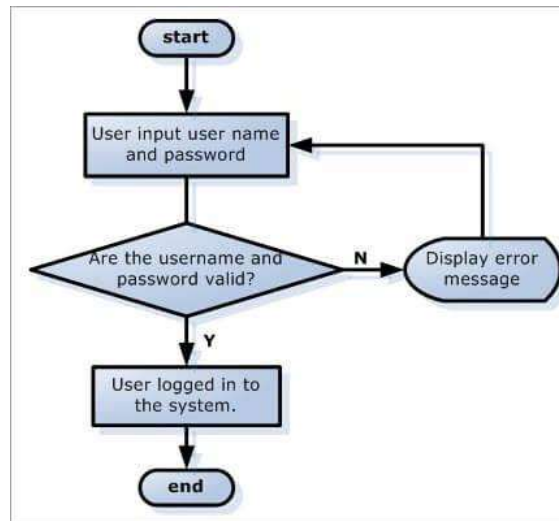 start
User input user name
and password
Are the username and
password valid?
N
Display error
message
Y
User logged in to
the system.
end